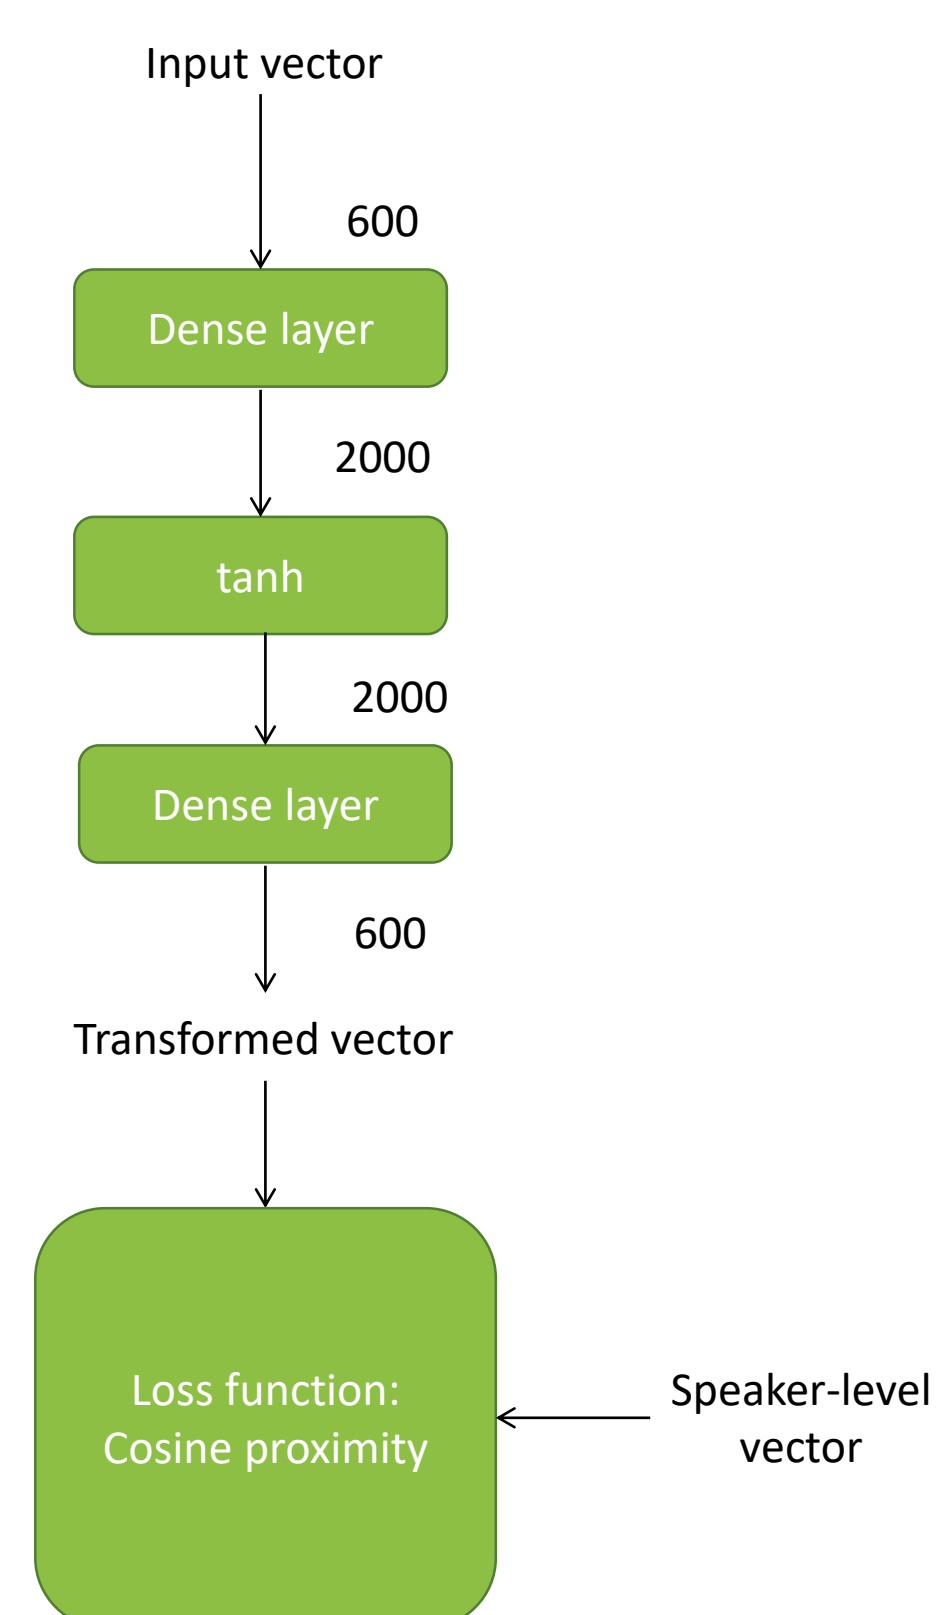 Input vector
600
Dense layer
2000
tanh
2000
Dense layer
600
Transformed vector
Loss function:
Cosine proximity
Speaker-level
vector